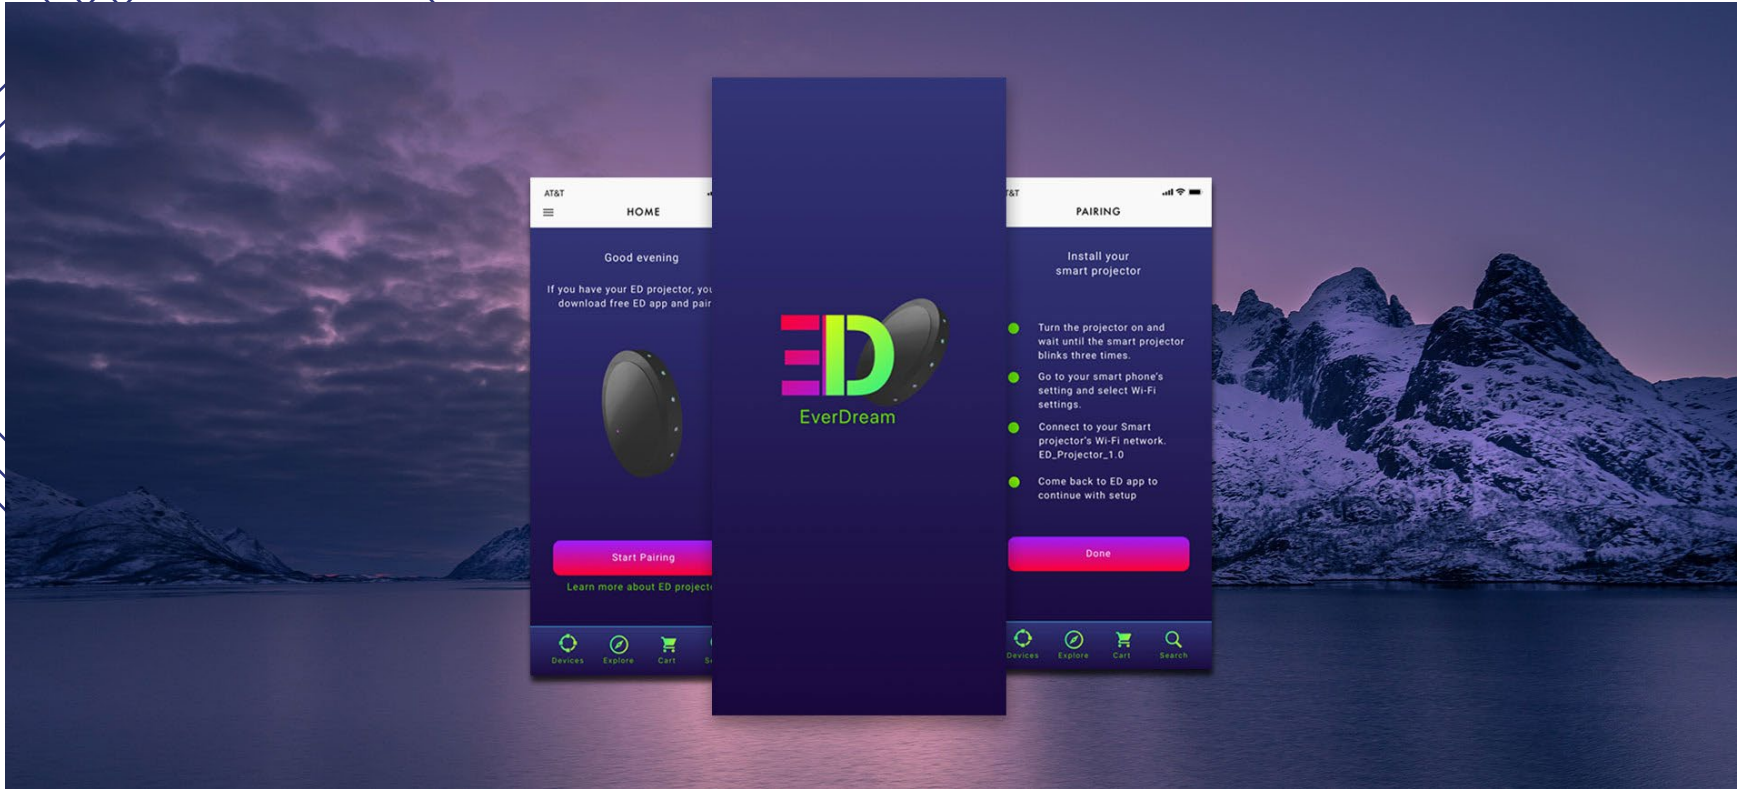 AT&T
HOME
Good evening
If you have your ED projector, you
download free ED app and pair
Start Pairing
Learn more about ED
Devices
Explore
Cart
ED
EverDream
PAIRING
Install your
smart projector
Turn the projector on and
wait until the smart projector
blinks three times.
Go to your smart phone's
setting and select Wi-Fi
settings.
Connect to your Smart
projector's Wi-Fi network.
ED_Projector_1.0
Come back to ED app to
continue with setup
Done
Devices
Explore
Cart
Search